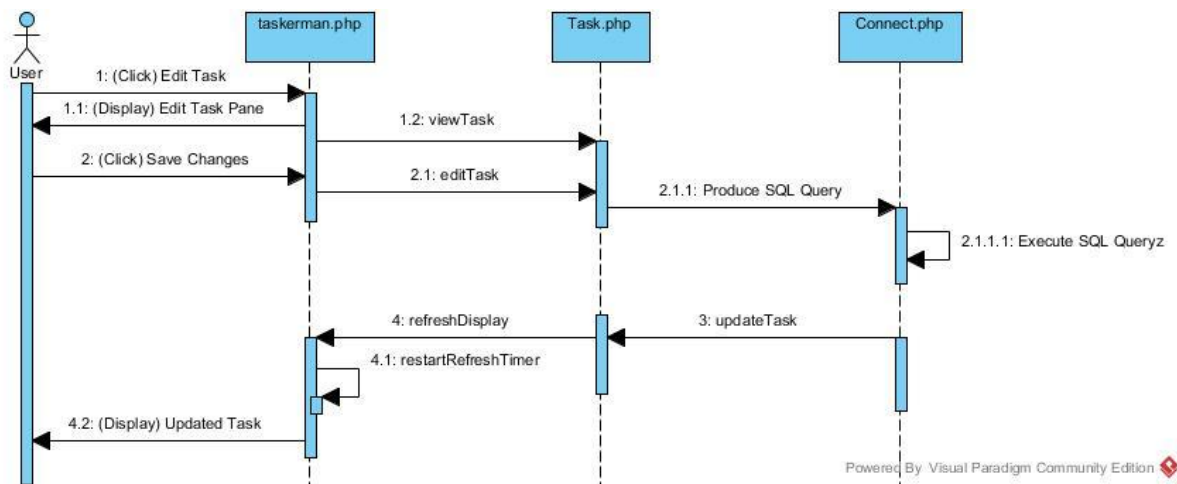 taskerman.php
Task.php
Connect.php
User
1: (Click) Edit Task
1.1: (Display) Edit Task Pane
1.2: viewTask
2: (Click) Save Changes
2.1: editTask
2.1.1: Produce SQL Query
2.1.1.1: Execute SQL Queryz
4: refreshDisplay
3: updateTask
4.1: restartRefreshTimer
4.2: (Display) Updated Task
Powered By Visual Paradigm Community Edition